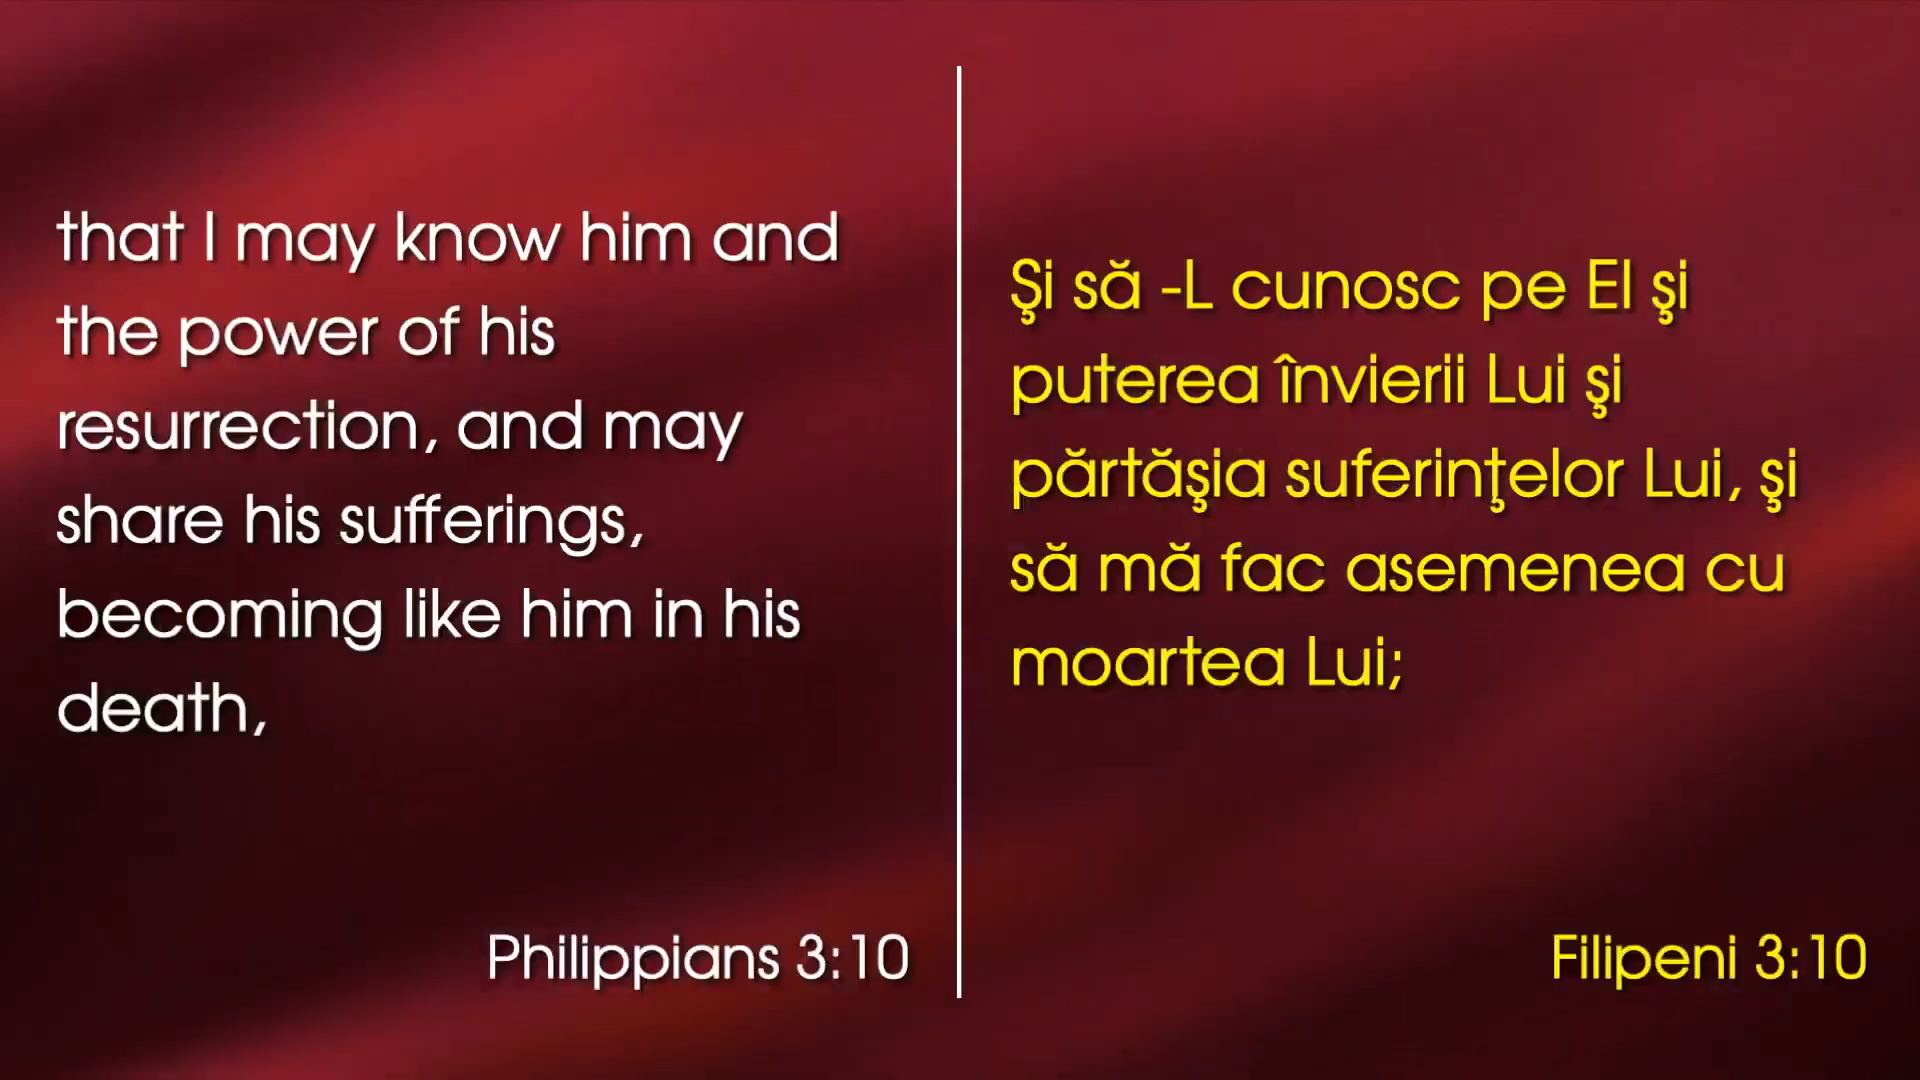 that I may know him and
the power of his
resurrection, and may
share his sufferings,
becoming like him in his
death,
Philippians 3:10
Şi să -L cunosc pe El şi
puterea învierii Lui şi
părtăşia suferinţelor Lui, şi
să mă fac asemenea cu
moartea Lui;
Filipeni 3:10